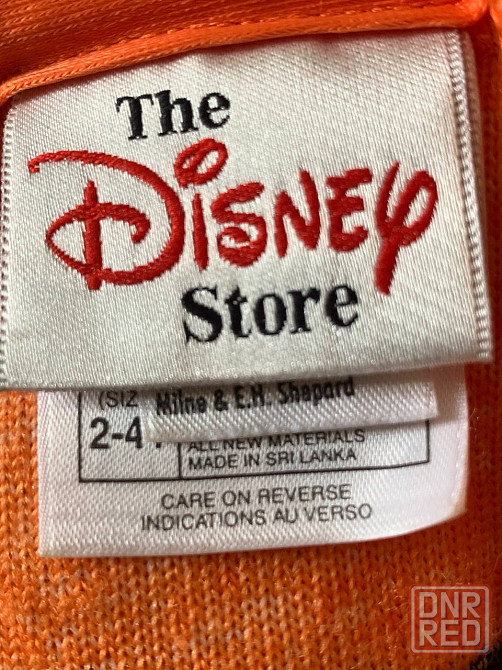 The
Disney
Store
(SIZ
Milne & E.H. Shepard
2-4
ALL NEW MATERIALS
MADE IN SRI LANKA
CARE ON REVERSE
INDICATIONS AU VERSO
DNR
RED